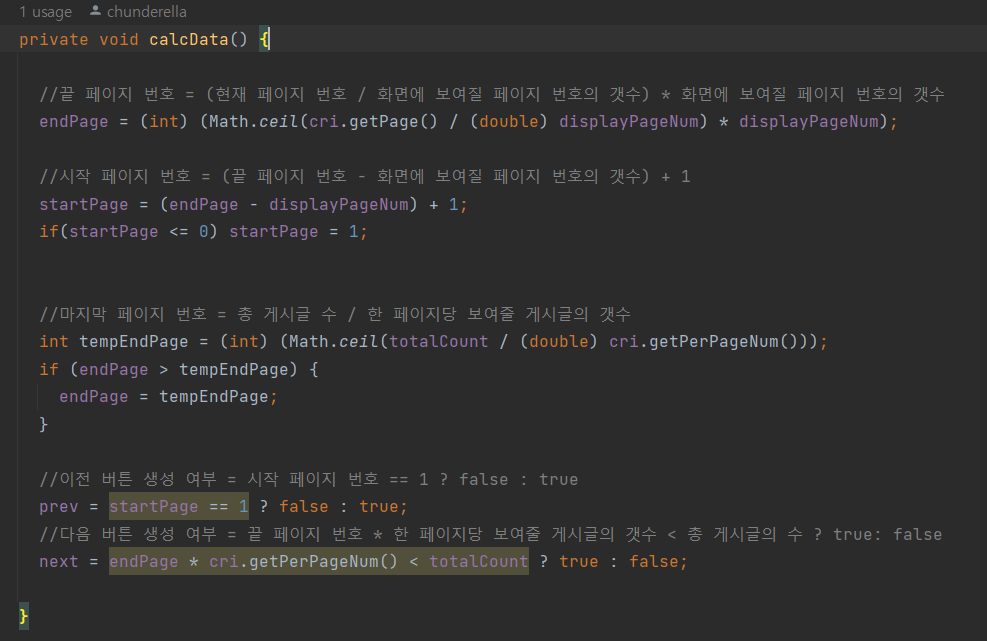 1 usage chunderella
private void calcData() {
//끝 페이지 번호 = (현재 페이지 번호 / 화면에 보여질 페이지 번호의 갯수) * 화면에 보여질 페이지 번호의 갯수
endPage = (int) (Math.ceil(cri.getPage() / (double) displayPageNum) * displayPageNum);
//시작 페이지 번호 = (끝 페이지 번호 - 화면에 보여질 페이지 번호의 갯수) + 1
startPage = (endPage - displayPageNum) + 1;
if(startPage <= 0) startPage = 1;
//마지막 페이지 번호 = 총 게시글 수 / 한 페이지당 보여줄 게시글의 갯수
int tempEndPage = (int) (Math.ceil(totalCount / (double) cri.getPerPageNum()));
if (endPage > tempEndPage) {
endPage = tempEndPage;
}
//이전 버튼 생성 여부 = 시작 페이지 번호 == 1 ? false : true
prev = startPage == 1 ? false : true;
//다음 버튼 생성 여부 = 끝 페이지 번호 * 한 페이지당 보여줄 게시글의 갯수 < 총 게시글의 수 ? true: false
next = endPage * cri.getPerPageNum() < totalCount ? true : false;
}